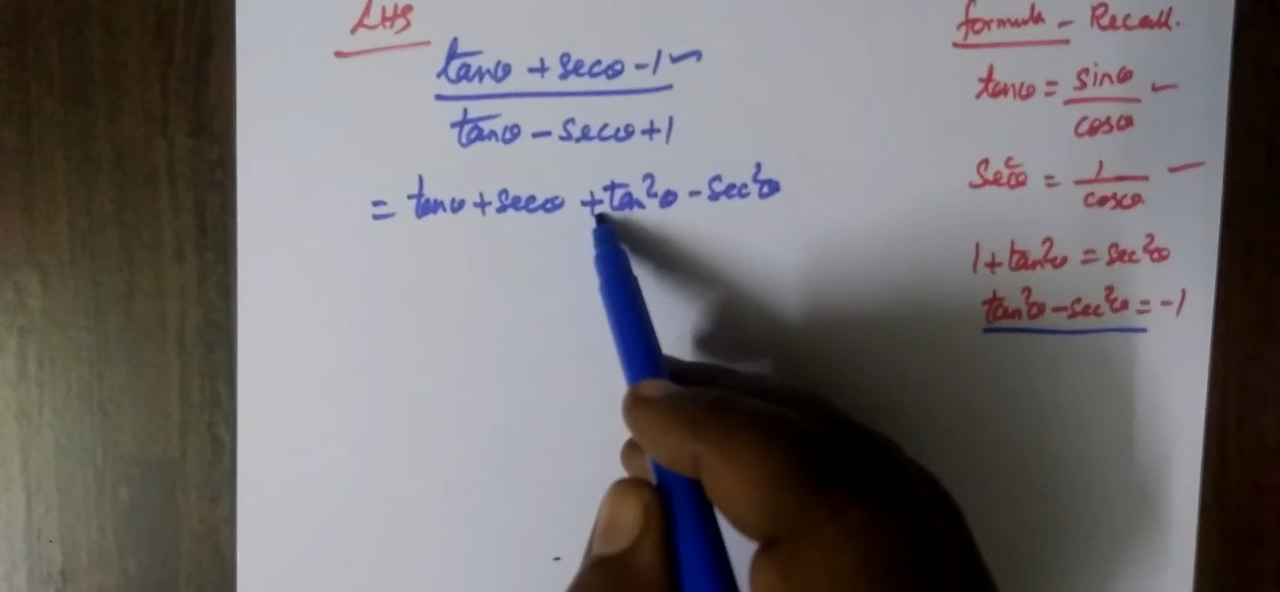 LHS
tanθ + secθ - 1
tanθ - secθ + 1
= tanθ + secθ + tan²θ - sec²θ
formula - Recall.
tanθ = sinθ / cosθ
secθ = 1 / cosθ
1 + tan²θ = sec²θ
tan²θ - sec²θ = -1